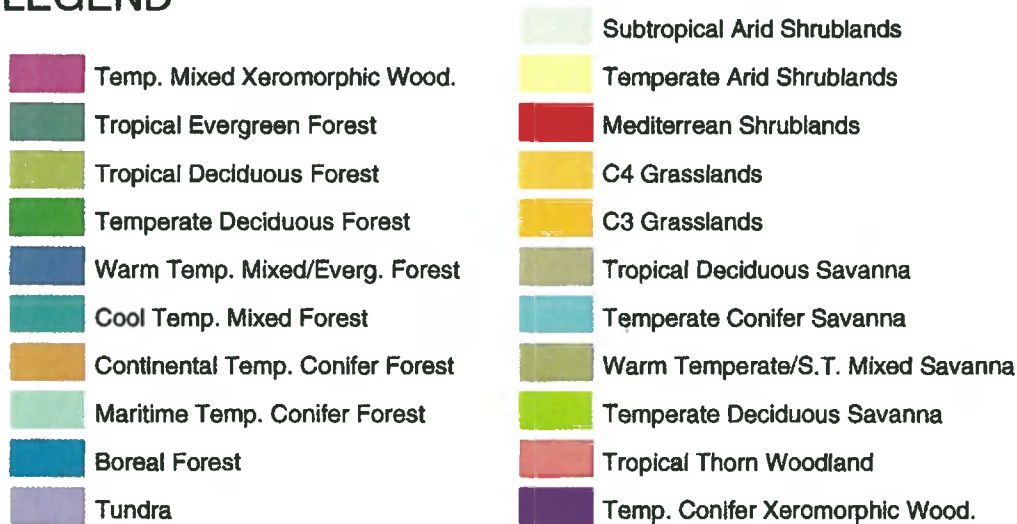 LEGEND
Temp. Mixed Xeromorphic Wood.
Tropical Evergreen Forest
Tropical Deciduous Forest
Temperate Deciduous Forest
Warm Temp. Mixed/Everg. Forest
Cool Temp. Mixed Forest
Continental Temp. Conifer Forest
Maritime Temp. Conifer Forest
Boreal Forest
Tundra
Subtropical Arid Shrublands
Temperate Arid Shrublands
Mediterrean Shrublands
C4 Grasslands
C3 Grasslands
Tropical Deciduous Savanna
Temperate Conifer Savanna
Warm Temperate/S.T. Mixed Savanna
Temperate Deciduous Savanna
Tropical Thorn Woodland
Temp. Conifer Xeromorphic Wood.